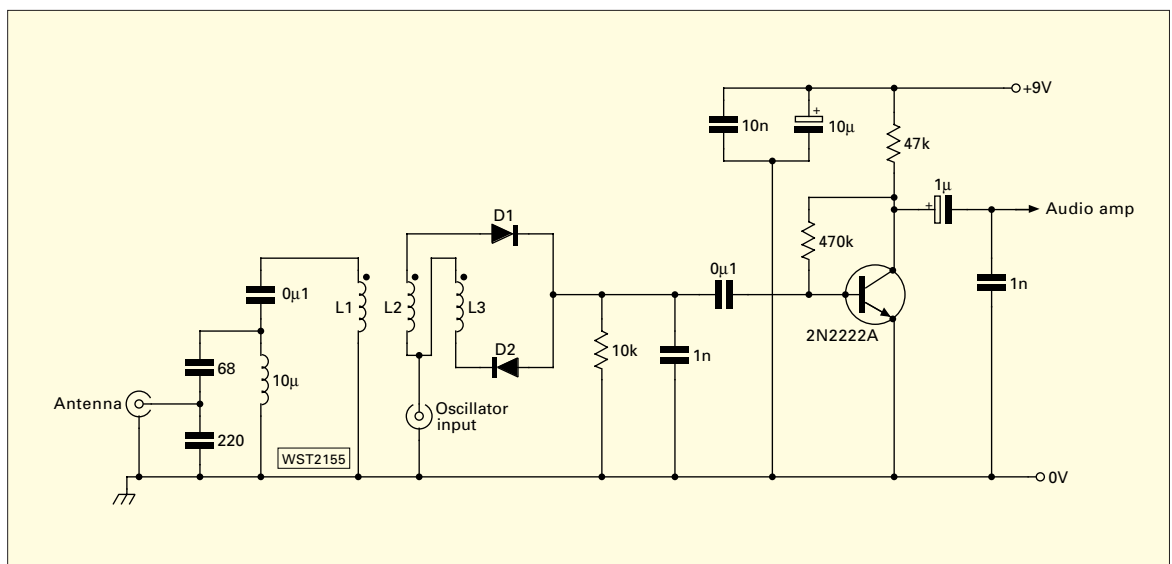 +9V
10n
+
10µ
47k
1µ
+
Audio amp
D1
470k
0µ1
0µ1
L1
L2
L3
1n
2N2222A
D2
68
10µ
10k
1n
Antenna
Oscillator
input
220
WST2155
0V